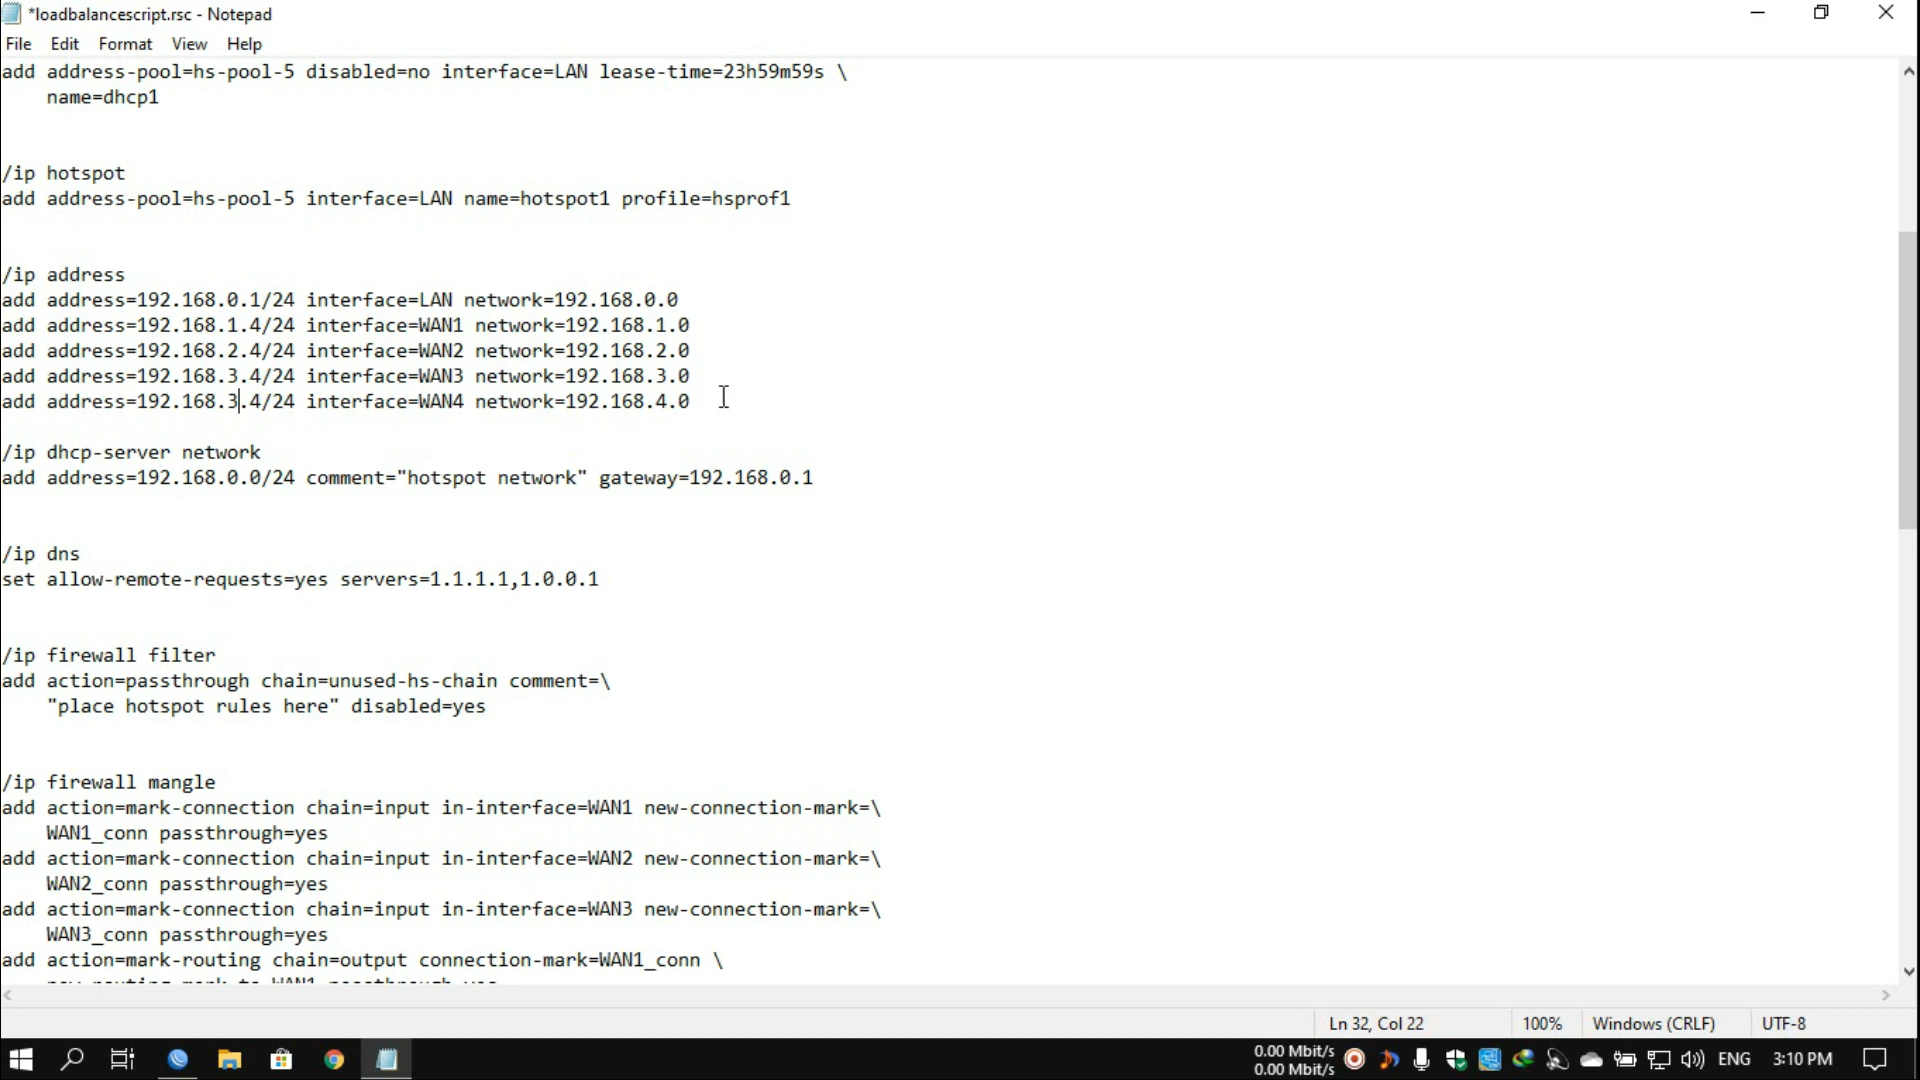 *loadbalancescript.rsc - Notepad
File Edit Format View Help
add address-pool=hs-pool-5 disabled=no interface=LAN lease-time=23h59m59s \
    name=dhcp1
/ip hotspot
add address-pool=hs-pool-5 interface=LAN name=hotspot1 profile=hsprof1
/ip address
add address=192.168.0.1/24 interface=LAN network=192.168.0.0
add address=192.168.1.4/24 interface=WAN1 network=192.168.1.0
add address=192.168.2.4/24 interface=WAN2 network=192.168.2.0
add address=192.168.3.4/24 interface=WAN3 network=192.168.3.0
add address=192.168.3.4/24 interface=WAN4 network=192.168.4.0
/ip dhcp-server network
add address=192.168.0.0/24 comment="hotspot network" gateway=192.168.0.1
/ip dns
set allow-remote-requests=yes servers=1.1.1.1,1.0.0.1
/ip firewall filter
add action=passthrough chain=unused-hs-chain comment=\
    "place hotspot rules here" disabled=yes
/ip firewall mangle
add action=mark-connection chain=input in-interface=WAN1 new-connection-mark=\
    WAN1_conn passthrough=yes
add action=mark-connection chain=input in-interface=WAN2 new-connection-mark=\
    WAN2_conn passthrough=yes
add action=mark-connection chain=input in-interface=WAN3 new-connection-mark=\
    WAN3_conn passthrough=yes
add action=mark-routing chain=output connection-mark=WAN1_conn \
Ln 32, Col 22 100% Windows (CRLF) UTF-8
0.00 Mbit/s
0.00 Mbit/s
ENG 3:10 PM